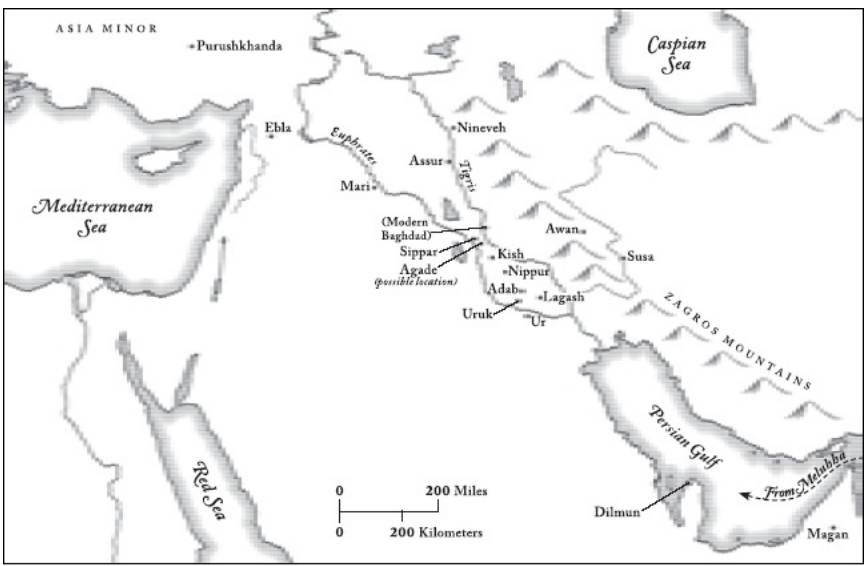 ASIA MINOR
Purushkhanda
Caspian
Sea
Ebla
Euphrates
Nineveh
Assur
Tigris
Mari
Mediterranean
Sea
(Modern
Baghdad)
Awan
Sippar
Kish
Susa
Agade
(possible location)
Nippur
Adab
Lagash
Uruk
Ur
ZAGROS MOUNTAINS
Persian Gulf
Red Sea
0 200 Miles
0 200 Kilometers
From Meluhha
Dilmun
Magan